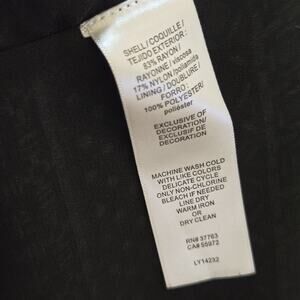 SHELL / COQUILLE /
TEJIDO EXTERIOR :
83% RAYON /
RAYONNE / viscosa
17% NYLON /poliamida
LINING / DOUBLURE /
FORRO :
100% POLYESTER/
poliéster
EXCLUSIVE OF
DECORATION/
EXCLUSIF DE
DECORATION
MACHINE WASH COLD
WITH LIKE COLORS
DELICATE CYCLE
ONLY NON-CHLORINE
BLEACH IF NEEDED
LINE DRY
WARM IRON
OR
DRY CLEAN
RN# 37763
CA# 55972
LY14232